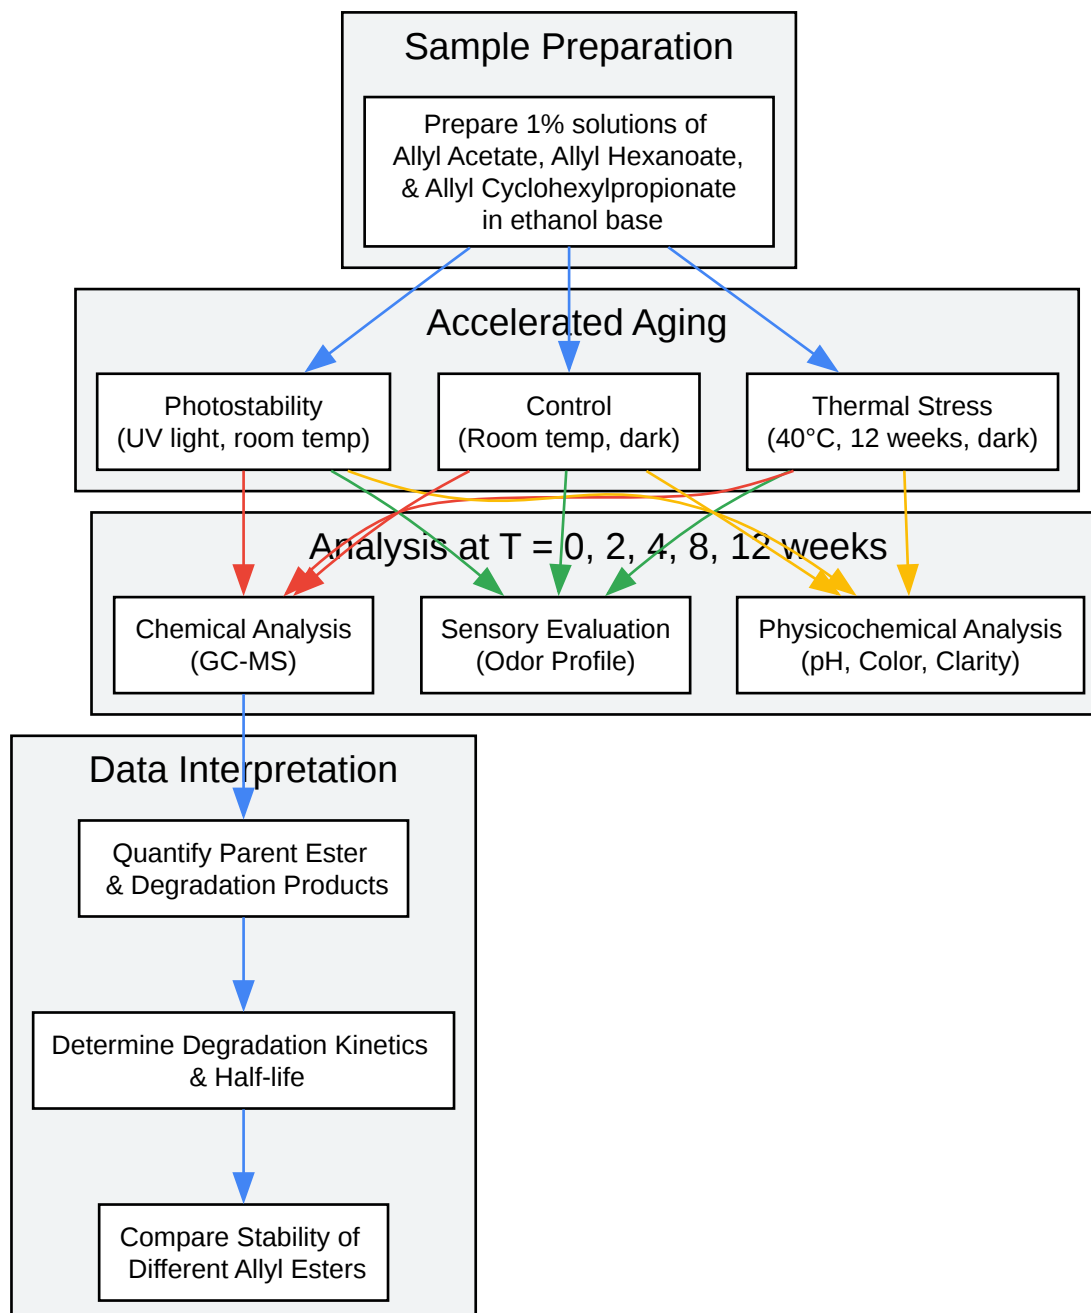 Sample Preparation
Prepare 1% solutions of
Allyl Acetate, Allyl Hexanoate,
& Allyl Cyclohexylpropionate
in ethanol base
Accelerated Aging
Photostability
(UV light, room temp)
Control
(Room temp, dark)
Thermal Stress
(40°C, 12 weeks, dark)
Analysis at T = 0, 2, 4, 8, 12 weeks
Chemical Analysis
(GC-MS)
Sensory Evaluation
(Odor Profile)
Physicochemical Analysis
(pH, Color, Clarity)
Data Interpretation
Quantify Parent Ester
& Degradation Products
Determine Degradation Kinetics
& Half-life
Compare Stability of
Different Allyl Esters